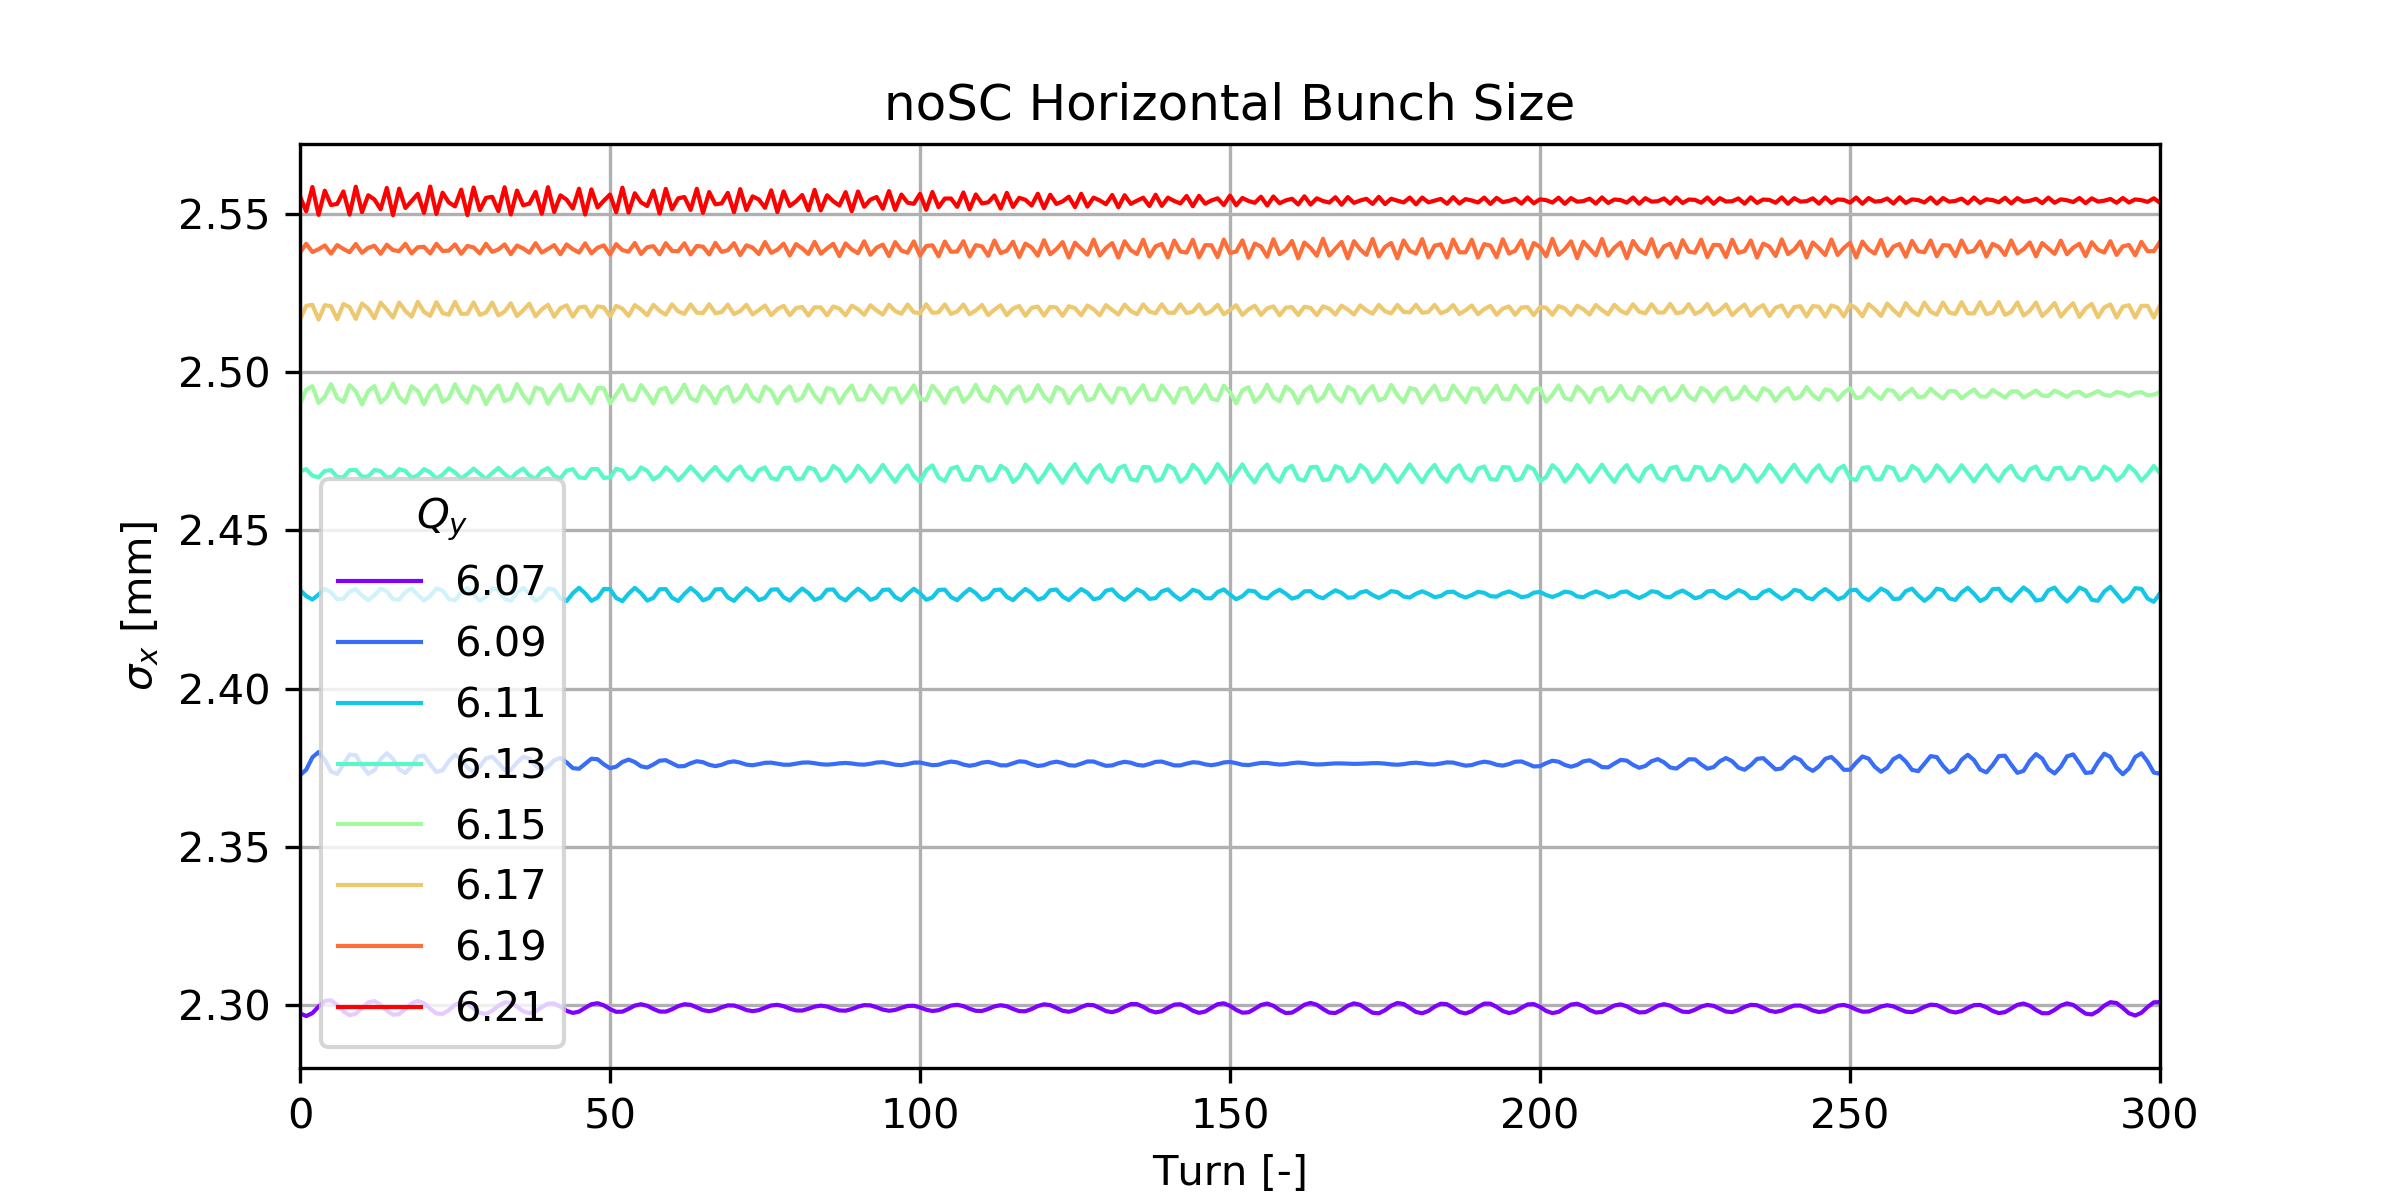 noSC Horizontal Bunch Size
σx [mm]
2.55
2.50
2.45
2.40
2.35
2.30
Qy
6.07
6.09
6.11
6.13
6.15
6.17
6.19
6.21
0 50 100 150 200 250 300
Turn [-]